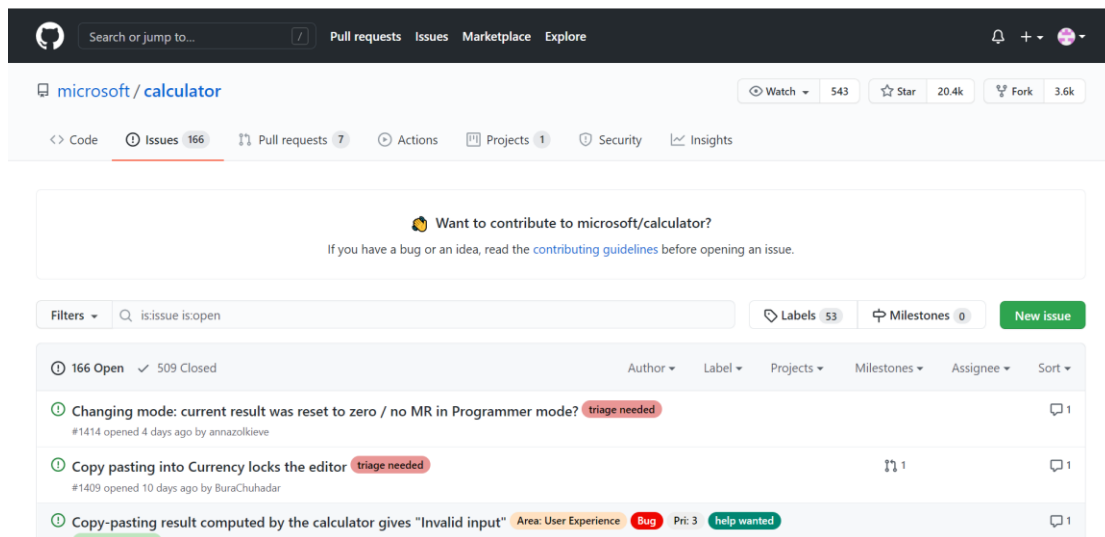 Search or jump to... / Pull requests Issues Marketplace Explore
microsoft / calculator Watch 543 Star 20.4k Fork 3.6k
<> Code Issues 166 Pull requests 7 Actions Projects 1 Security Insights
Want to contribute to microsoft/calculator?
If you have a bug or an idea, read the contributing guidelines before opening an issue.
Filters is:issue is:open Labels 53 Milestones 0 New issue
166 Open 509 Closed Author Label Projects Milestones Assignee Sort
Changing mode: current result was reset to zero / no MR in Programmer mode? triage needed 1
#1414 opened 4 days ago by annazolkieve
Copy pasting into Currency locks the editor triage needed 1 1
#1409 opened 10 days ago by BuraChuhadar
Copy-pasting result computed by the calculator gives "Invalid input" Area: User Experience Bug Pri: 3 help wanted 1